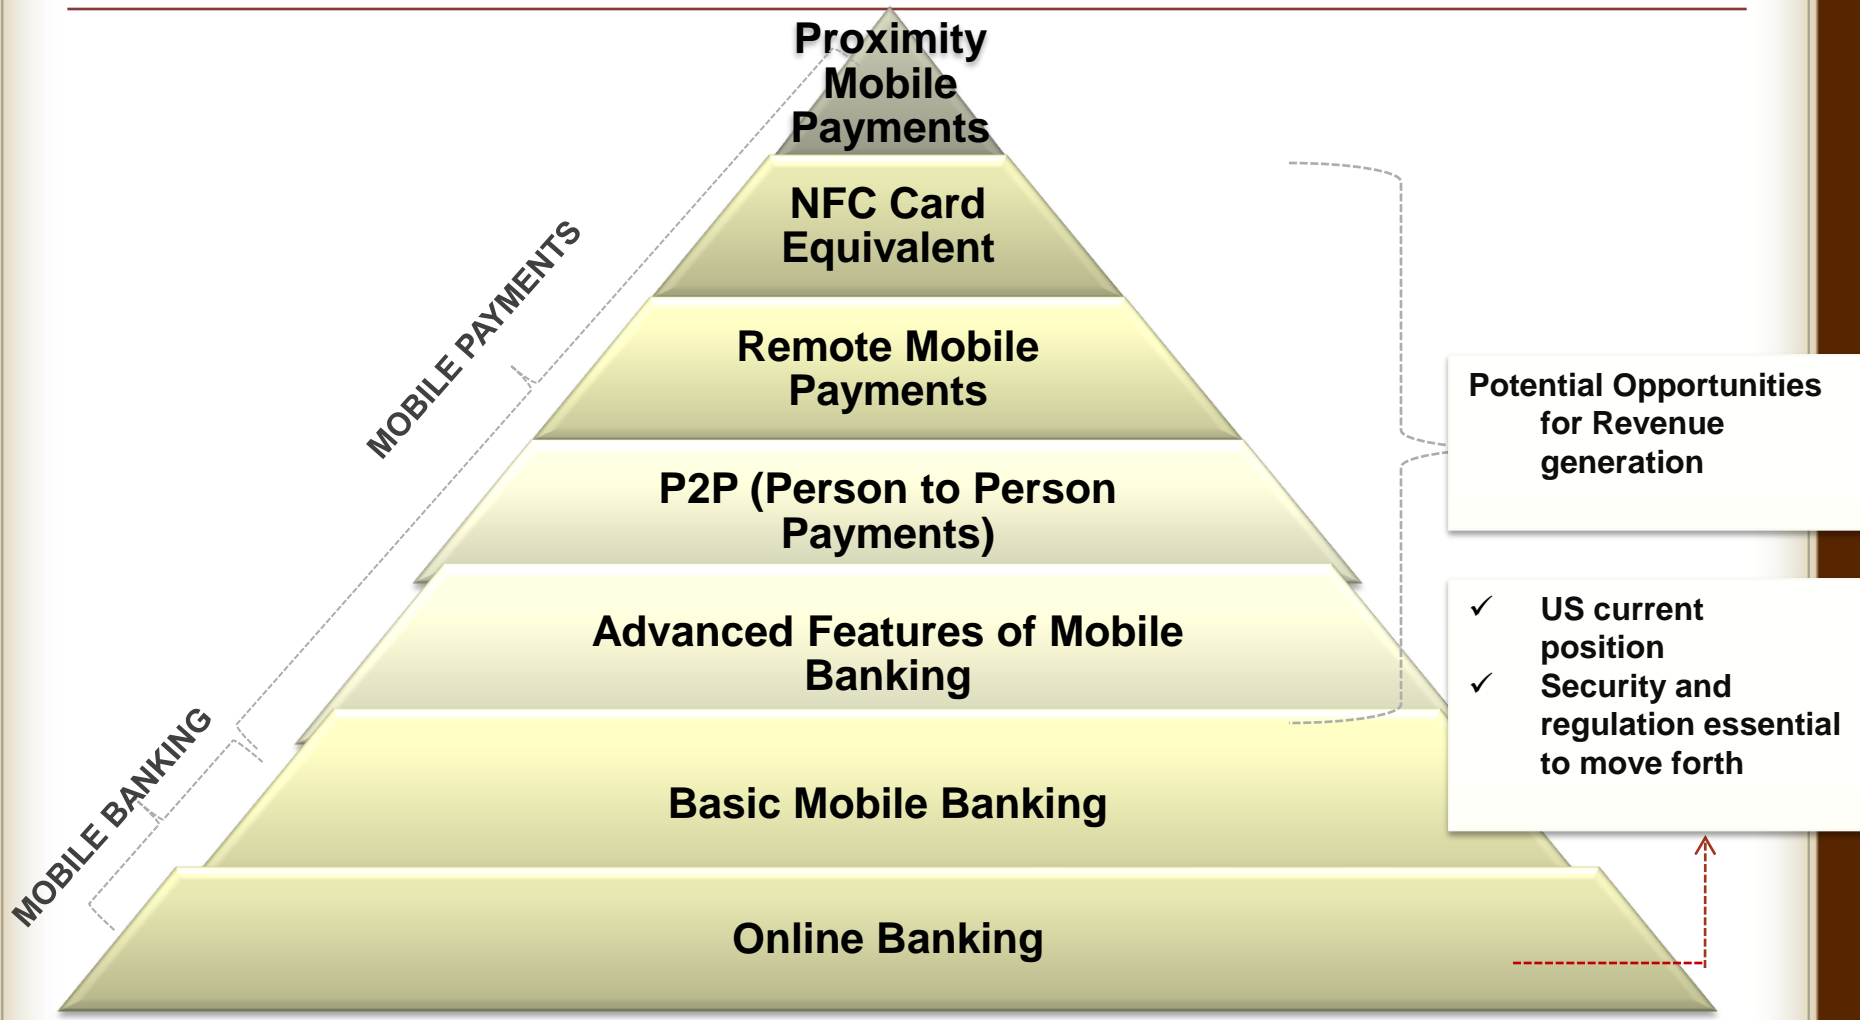 Proximity
Mobile
Payments
NFC Card
Equivalent
Remote Mobile
Payments
P2P (Person to Person
Payments)
Advanced Features of Mobile
Banking
Basic Mobile Banking
Online Banking
MOBILE PAYMENTS
MOBILE BANKING
Potential Opportunities
for Revenue
generation
✓ US current
position
✓ Security and
regulation essential
to move forth